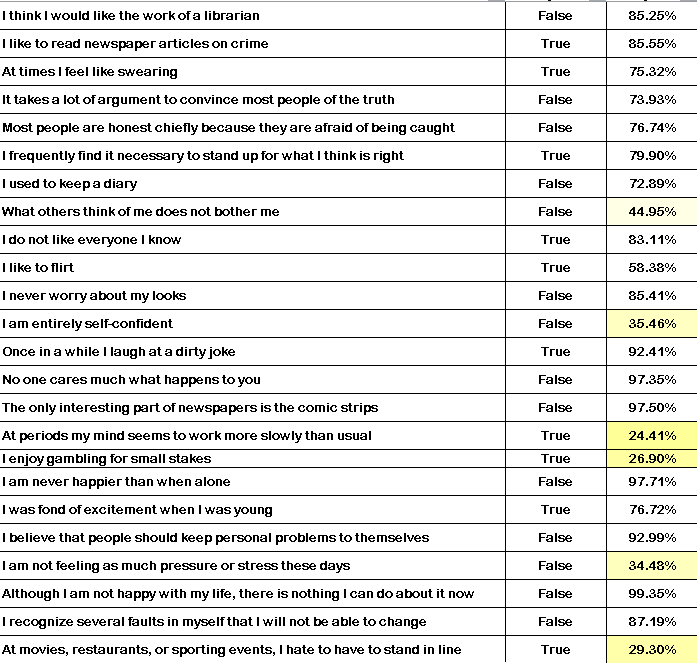 I think I would like the work of a librarian False 85.25%
I like to read newspaper articles on crime True 85.55%
At times I feel like swearing True 75.32%
It takes a lot of argument to convince most people of the truth False 73.93%
Most people are honest chiefly because they are afraid of being caught False 76.74%
I frequently find it necessary to stand up for what I think is right True 79.90%
I used to keep a diary False 72.89%
What others think of me does not bother me False 44.95%
I do not like everyone I know True 83.11%
I like to flirt True 58.38%
I never worry about my looks False 85.41%
I am entirely self-confident False 35.46%
Once in a while I laugh at a dirty joke True 92.41%
No one cares much what happens to you False 97.35%
The only interesting part of newspapers is the comic strips False 97.50%
At periods my mind seems to work more slowly than usual True 24.41%
I enjoy gambling for small stakes True 26.90%
I am never happier than when alone False 97.71%
I was fond of excitement when I was young True 76.72%
I believe that people should keep personal problems to themselves False 92.99%
I am not feeling as much pressure or stress these days False 34.48%
Although I am not happy with my life, there is nothing I can do about it now False 99.35%
I recognize several faults in myself that I will not be able to change False 87.19%
At movies, restaurants, or sporting events, I hate to have to stand in line True 29.30%